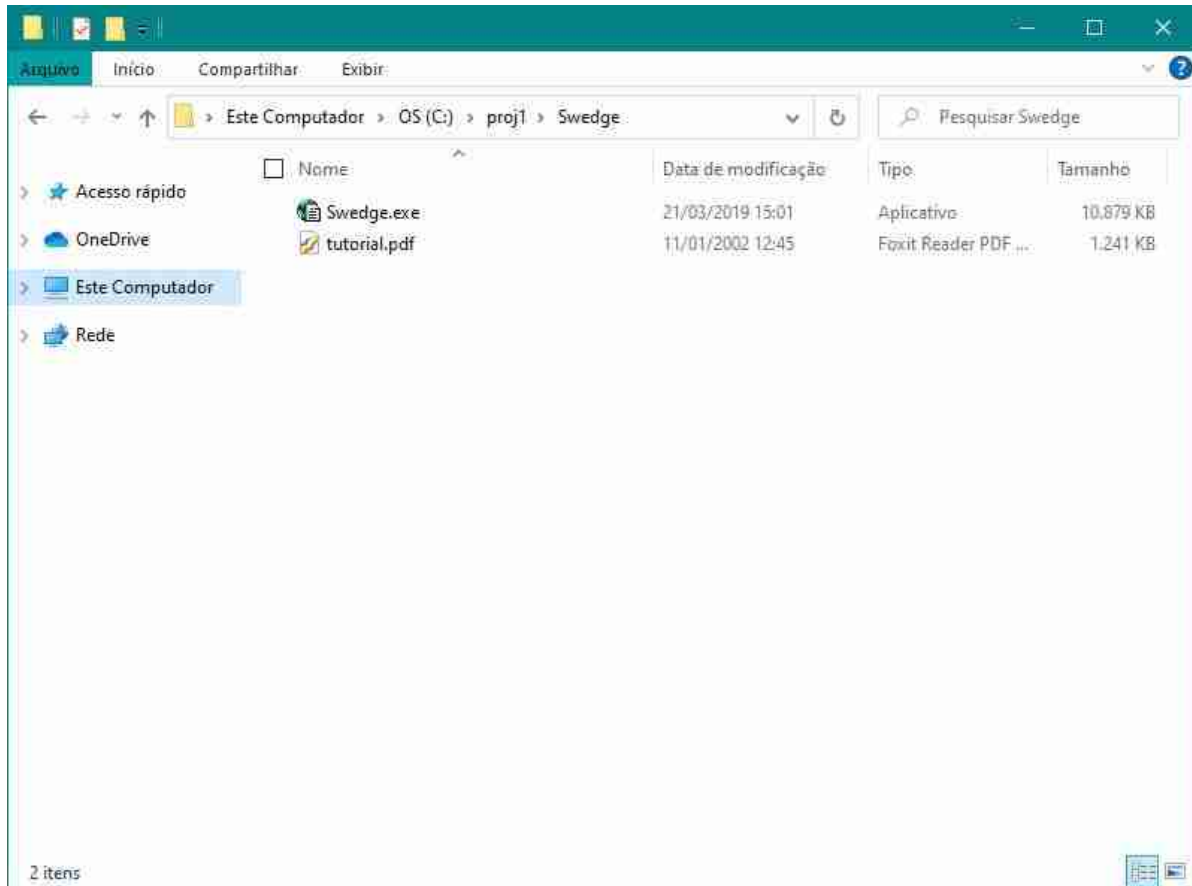 Arquivo Início Compartilhar Exibir
Este Computador › OS (C:) › proj1 › Swedge Pesquisar Swedge
Nome Data de modificação Tipo Tamanho
Acesso rápido
Swedge.exe 21/03/2019 15:01 Aplicativo 10.879 KB
OneDrive
tutorial.pdf 11/01/2002 12:45 Foxit Reader PDF ... 1.241 KB
Este Computador
Rede
2 itens